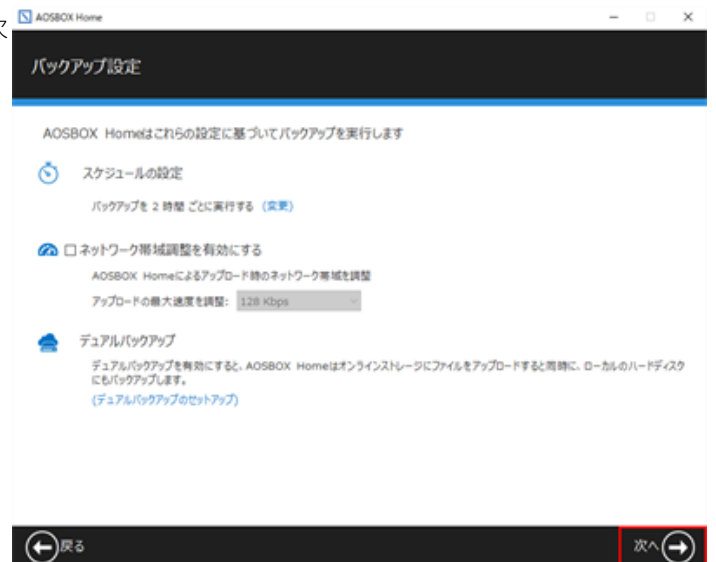 AOSBOX Home
次
バックアップ設定
AOSBOX Homeはこれらの設定に基づいてバックアップを実行します
スケジュールの設定
バックアップを 2 時間 ごとに実行する (変更)
ネットワーク帯域調整を有効にする
AOSBOX Homeによるアップロード時のネットワーク帯域を調整
アップロードの最大速度を調整: 128 Kbps
デュアルバックアップ
デュアルバックアップを有効にすると、AOSBOX Homeはオンラインストレージにファイルをアップロードすると同時に、ローカルのハードディスク
にもバックアップします。
(デュアルバックアップのセットアップ)
戻る
次へ